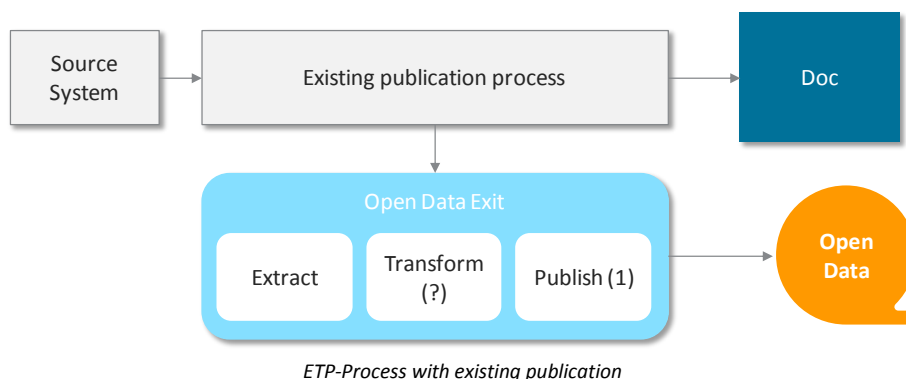 Source
System
Existing publication process
Doc
Open Data Exit
Extract
Transform
(?)
Publish (1)
Open
Data
ETP-Process with existing publication